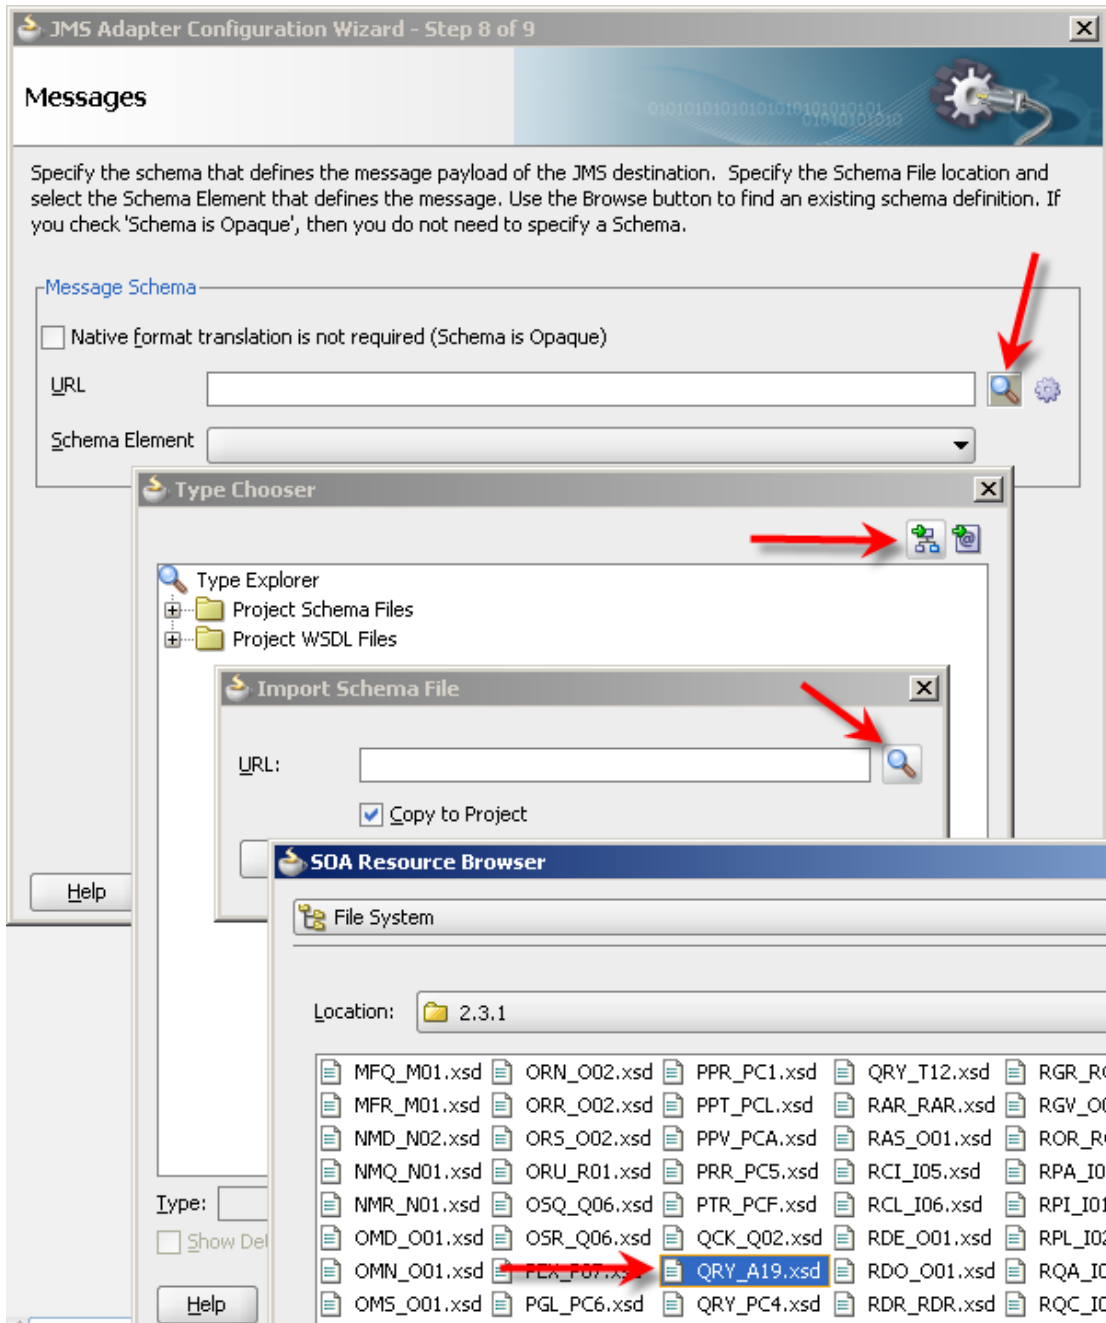 JMS Adapter Configuration Wizard - Step 8 of 9
Messages
Specify the schema that defines the message payload of the JMS destination. Specify the Schema File location and
select the Schema Element that defines the message. Use the Browse button to find an existing schema definition. If
you check 'Schema is Opaque', then you do not need to specify a Schema.
Message Schema
Native format translation is not required (Schema is Opaque)
URL
Schema Element
Type Chooser
Type Explorer
Project Schema Files
Project WSDL Files
Import Schema File
URL:
Copy to Project
SOA Resource Browser
Help
File System
Location: 2.3.1
MFQ_M01.xsd ORN_O02.xsd PPR_PC1.xsd QRY_T12.xsd
MFR_M01.xsd ORR_O02.xsd PPT_PCL.xsd RAR_RAR.xsd
NMD_N02.xsd ORS_O02.xsd PPV_PCA.xsd RAS_O01.xsd
NMQ_N01.xsd ORU_R01.xsd PRR_PC5.xsd RCI_I05.xsd
Type: NMR_N01.xsd OSQ_Q06.xsd PTR_PCF.xsd RCL_I06.xsd RPI_I01
Show OMD_O01.xsd OSR_Q06.xsd QCK_Q02.xsd RDE_O01.xsd RPL_I02
OMN_O01.xsd QRY_A19.xsd RDO_O01.xsd
Help OMS_O01.xsd PGL_PC6.xsd QRY_PC4.xsd RDR_RDR.xsd